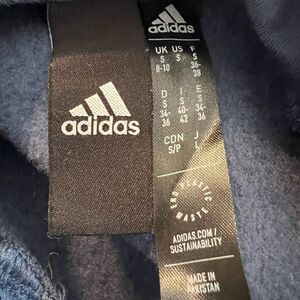 adidas
adidas
UK US F
S S S
8-10 36-
38
D I E
S S S
34- 40- 34-
36 42 36
CDN J
S/P L
END PLASTIC
WASTE
ADIDAS.COM/
SUSTAINABILITY
MADE IN
PAKISTAN